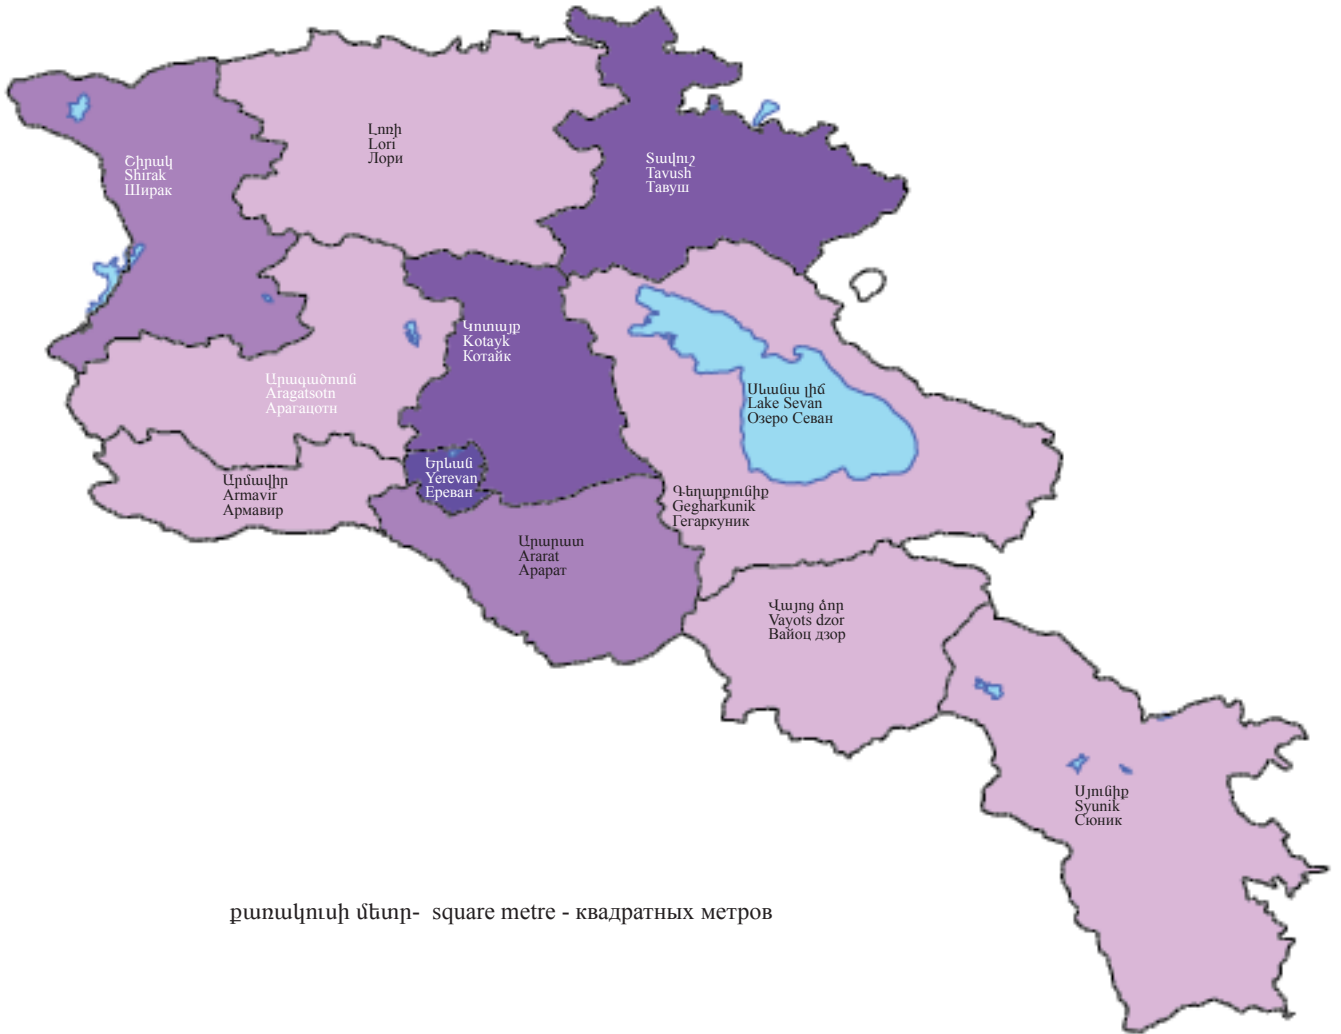 Լոռի
Lori
Лори
Շիրակ
Shirak
Ширак
Տավուշ
Tavush
Тавуш
Կոտայք
Kotayk
Котайк
Արագածոտն
Aragatsotn
Арагацотн
Սևանա լիճ
Lake Sevan
Озеро Севан
Երևան
Yerevan
Ереван
Արմավիր
Armavir
Армавир
Գեղարքունիք
Gegharkunik
Гегаркуник
Արարատ
Ararat
Арарат
Վայոց ձոր
Vayots dzor
Вайоц дзор
Սյունիք
Syunik
Сюник
քառակուսի մետր- square metre - квадратных метров